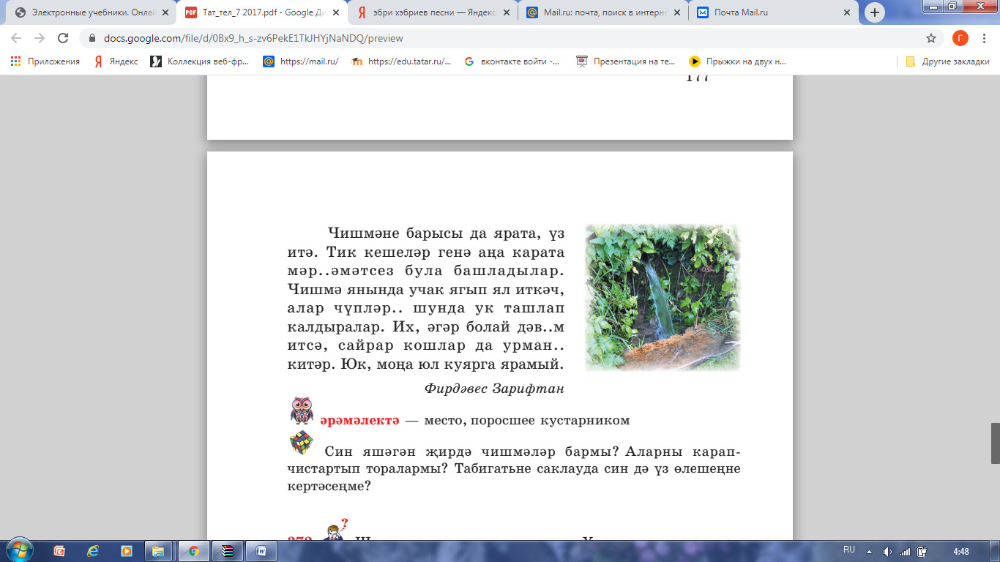 Электронные учебники. Онлай
Тат_тел_7 2017.pdf - Google Ди
эбри хэбриев песни — Яндекс
Mail.ru: почта, поиск в интерне
Почта Mail.ru
docs.google.com/file/d/0Bx9_h_s-zv6PekE1TkJHYjNaNDQ/preview
Г
Приложения
Яндекс
Коллекция веб-фр...
https://mail.ru/
https://edu.tatar.ru/...
вконтакте войти -...
Презентация на те...
Прыжки на двух н...
Другие закладки
177
Чишмәне барысы да ярата, үз
итә. Тик кешеләр генә аңа карата
мәр..әмәтсез була башладылар.
Чишмә янында учак ягып ял иткәч,
алар чүпләр.. шунда ук ташлап
калдыралар. Их, әгәр болай дәв..м
итсә, сайрар кошлар да урман..
китәр. Юк, моңа юл куярга ярамый.
Фирдәвес Зарифтан
әрәмәлектә — место, поросшее кустарником
Син яшәгән җирдә чишмәләр бармы? Аларны карап-
чистартып торалармы? Табигатьне саклауда син дә үз өлешеңне
кертәсеңме?
?
RU
4:48